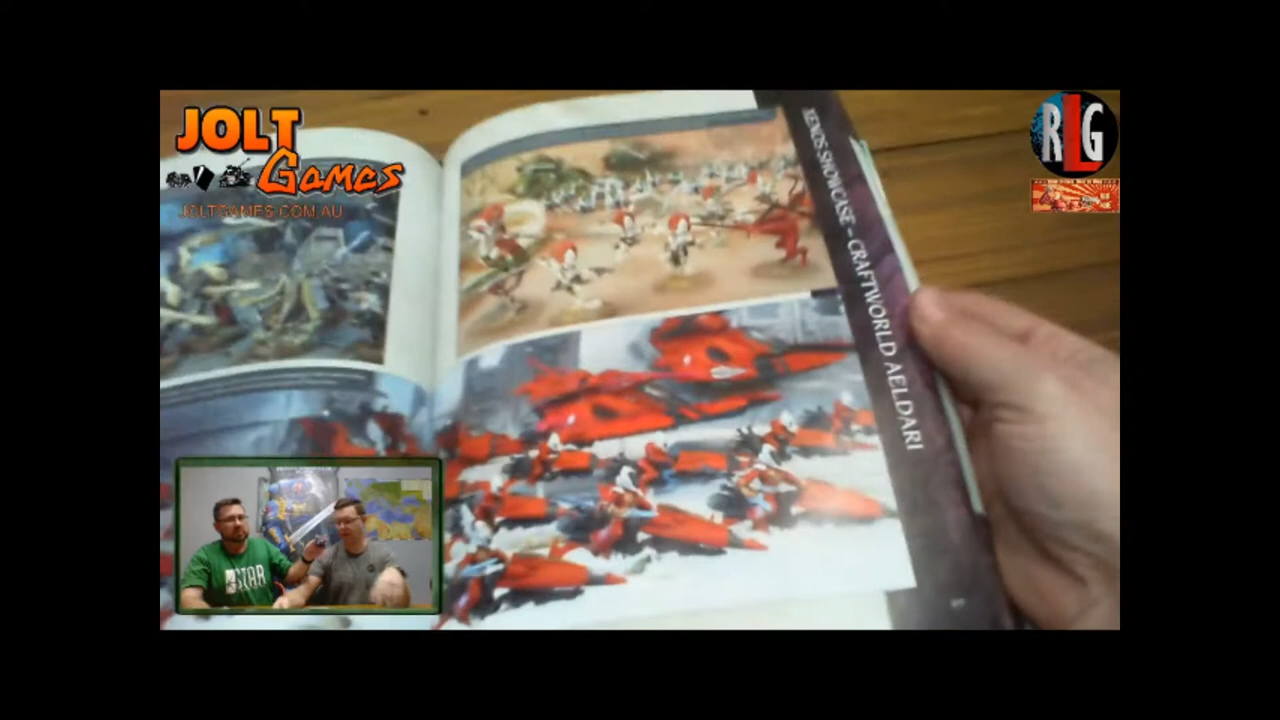 JOLT
Games
JOLTGAMES.COM.AU
RLG
XENOS SHOWCASE – CRAFTWORLD AELDARI
STAR